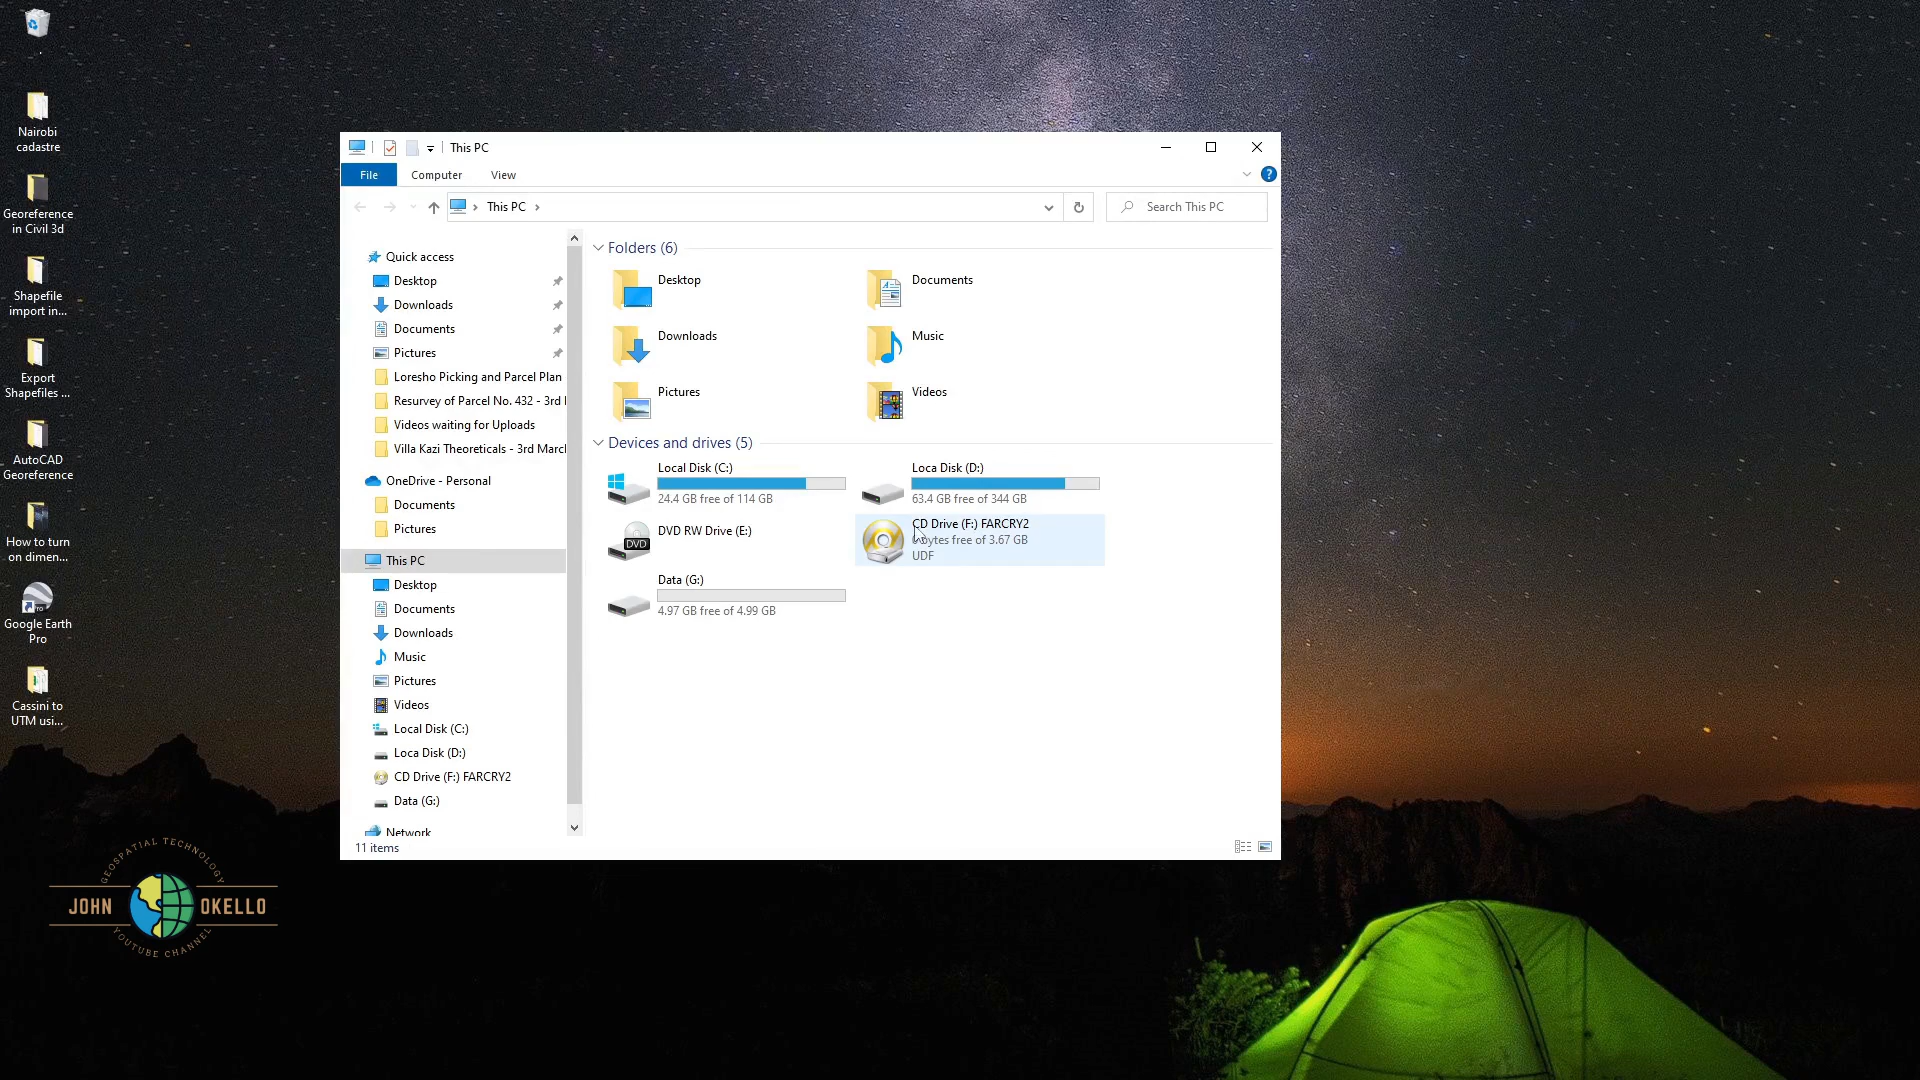 .
Nairobi
cadastre
Georeference
in Civil 3d
Shapefile
import in...
Export
Shapefiles ...
AutoCAD
Georeference
How to turn
on dimen...
Google Earth
Pro
Cassini to
UTM usi...
GEOSPATIAL TECHNOLOGY
JOHN OKELLO
YOUTUBE CHANNEL
This PC
File Computer View
This PC
Search This PC
Quick access
Desktop
Downloads
Documents
Pictures
Loresho Picking and Parcel Plan
Resurvey of Parcel No. 432 - 3rd
Videos waiting for Uploads
Villa Kazi Theoreticals - 3rd Marcl
OneDrive - Personal
Documents
Pictures
This PC
Desktop
Documents
Downloads
Music
Pictures
Videos
Local Disk (C:)
Loca Disk (D:)
CD Drive (F:) FARCRY2
Data (G:)
Network
Folders (6)
Desktop
Documents
Downloads
Music
Pictures
Videos
Devices and drives (5)
Local Disk (C:)
24.4 GB free of 114 GB
Loca Disk (D:)
63.4 GB free of 344 GB
DVD RW Drive (E:)
DVD
CD Drive (F:) FARCRY2
bytes free of 3.67 GB
UDF
Data (G:)
4.97 GB free of 4.99 GB
11 items